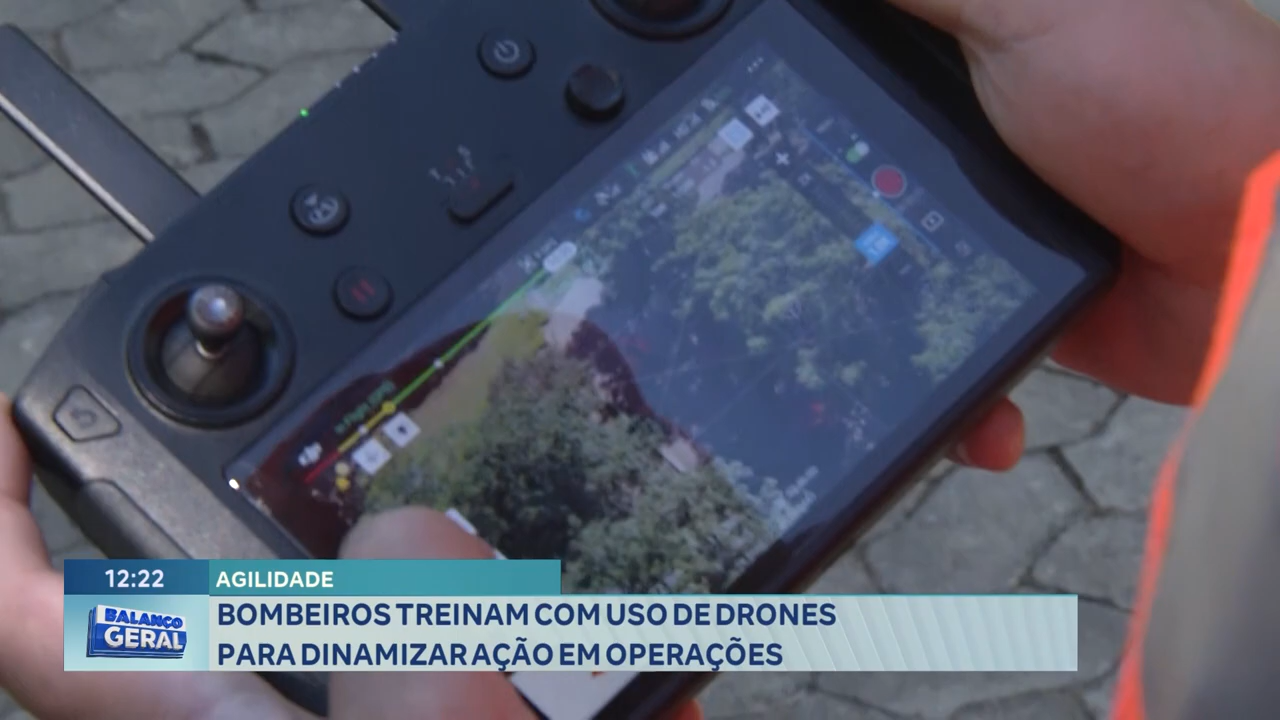 12:22
AGILIDADE
BALANÇO
GERAL
BOMBEIROS TREINAM COM USO DE DRONES
PARA DINAMIZAR AÇÃO EM OPERAÇÕES